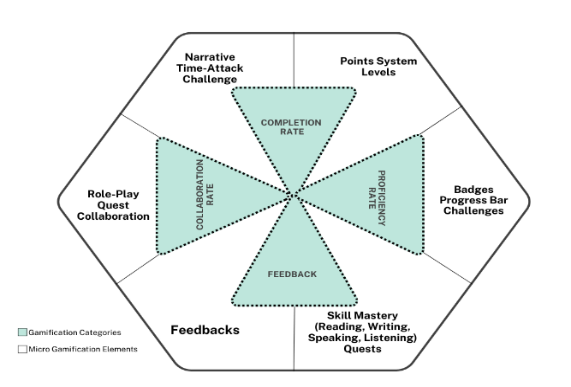 Narrative
Time-Attack
Challenge
Points System
Levels
COMPLETION
RATE
Role-Play
Quest
Collaboration
COLLABORATION
RATE
PROFICIENCY
RATE
Badges
Progress Bar
Challenges
FEEDBACK
Feedbacks
Skill Mastery
(Reading, Writing,
Speaking, Listening)
Quests
Gamification Categories
Micro Gamification Elements